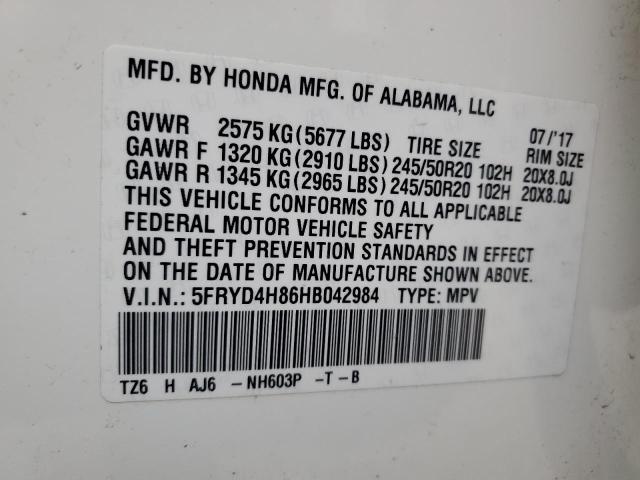 MFD. BY HONDA MFG. OF ALABAMA, LLC
07/'17
GVWR 2575 KG(5677 LBS) TIRE SIZE RIM SIZE
GAWR F 1320 KG(2910 LBS) 245/50R20 102H 20X8.0J
GAWR R 1345 KG(2965 LBS) 245/50R20 102H 20X8.0J
THIS VEHICLE CONFORMS TO ALL APPLICABLE
FEDERAL MOTOR VEHICLE SAFETY
AND THEFT PREVENTION STANDARDS IN EFFECT
ON THE DATE OF MANUFACTURE SHOWN ABOVE.
V.I.N.: 5FRYD4H86HB042984 TYPE: MPV
TZ6 H AJ6 -NH603P -T-B